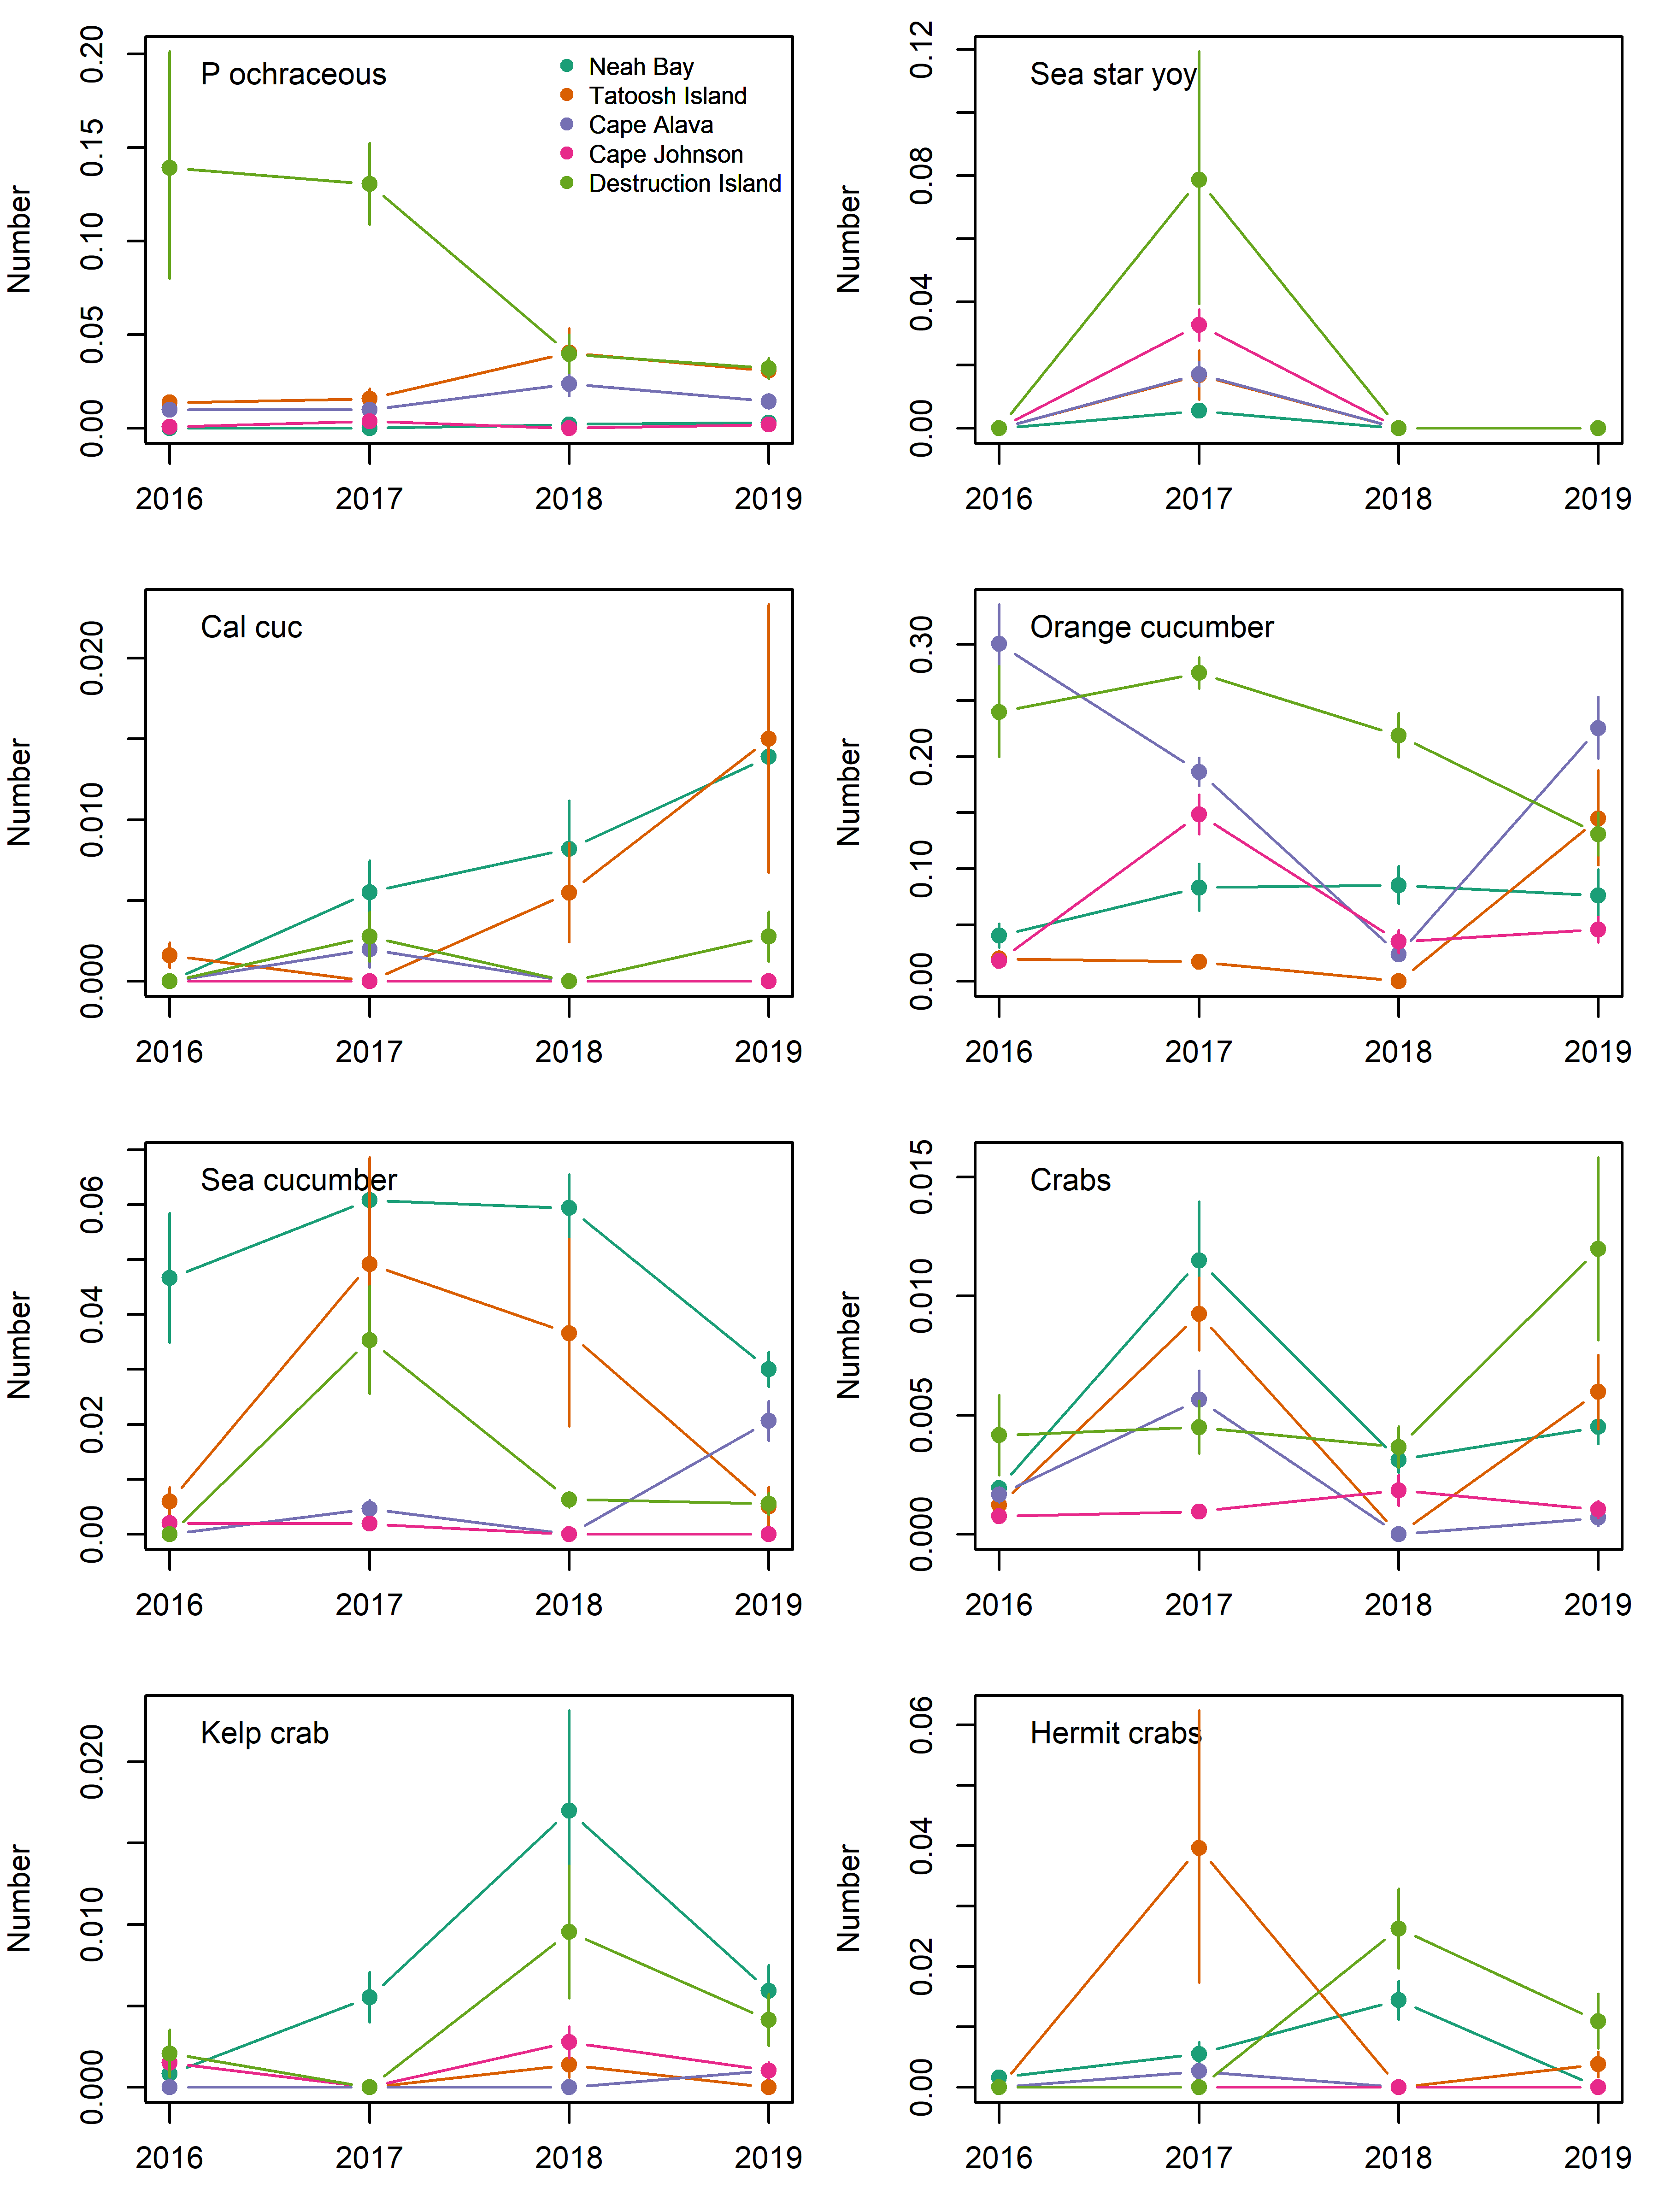 P ochraceous
Neah Bay
Tatoosh Island
Cape Alava
Cape Johnson
Destruction Island
Number
0.00 0.05 0.10 0.15 0.20
2016 2017 2018 2019
Sea star yoy
Number
0.00 0.04 0.08 0.12
2016 2017 2018 2019
Cal cuc
Number
0.000 0.010 0.020
2016 2017 2018 2019
Orange cucumber
Number
0.00 0.10 0.20 0.30
2016 2017 2018 2019
Sea cucumber
Number
0.00 0.02 0.04 0.06
2016 2017 2018 2019
Crabs
Number
0.000 0.005 0.010 0.015
2016 2017 2018 2019
Kelp crab
Number
0.000 0.010 0.020
2016 2017 2018 2019
Hermit crabs
Number
0.00 0.02 0.04 0.06
2016 2017 2018 2019